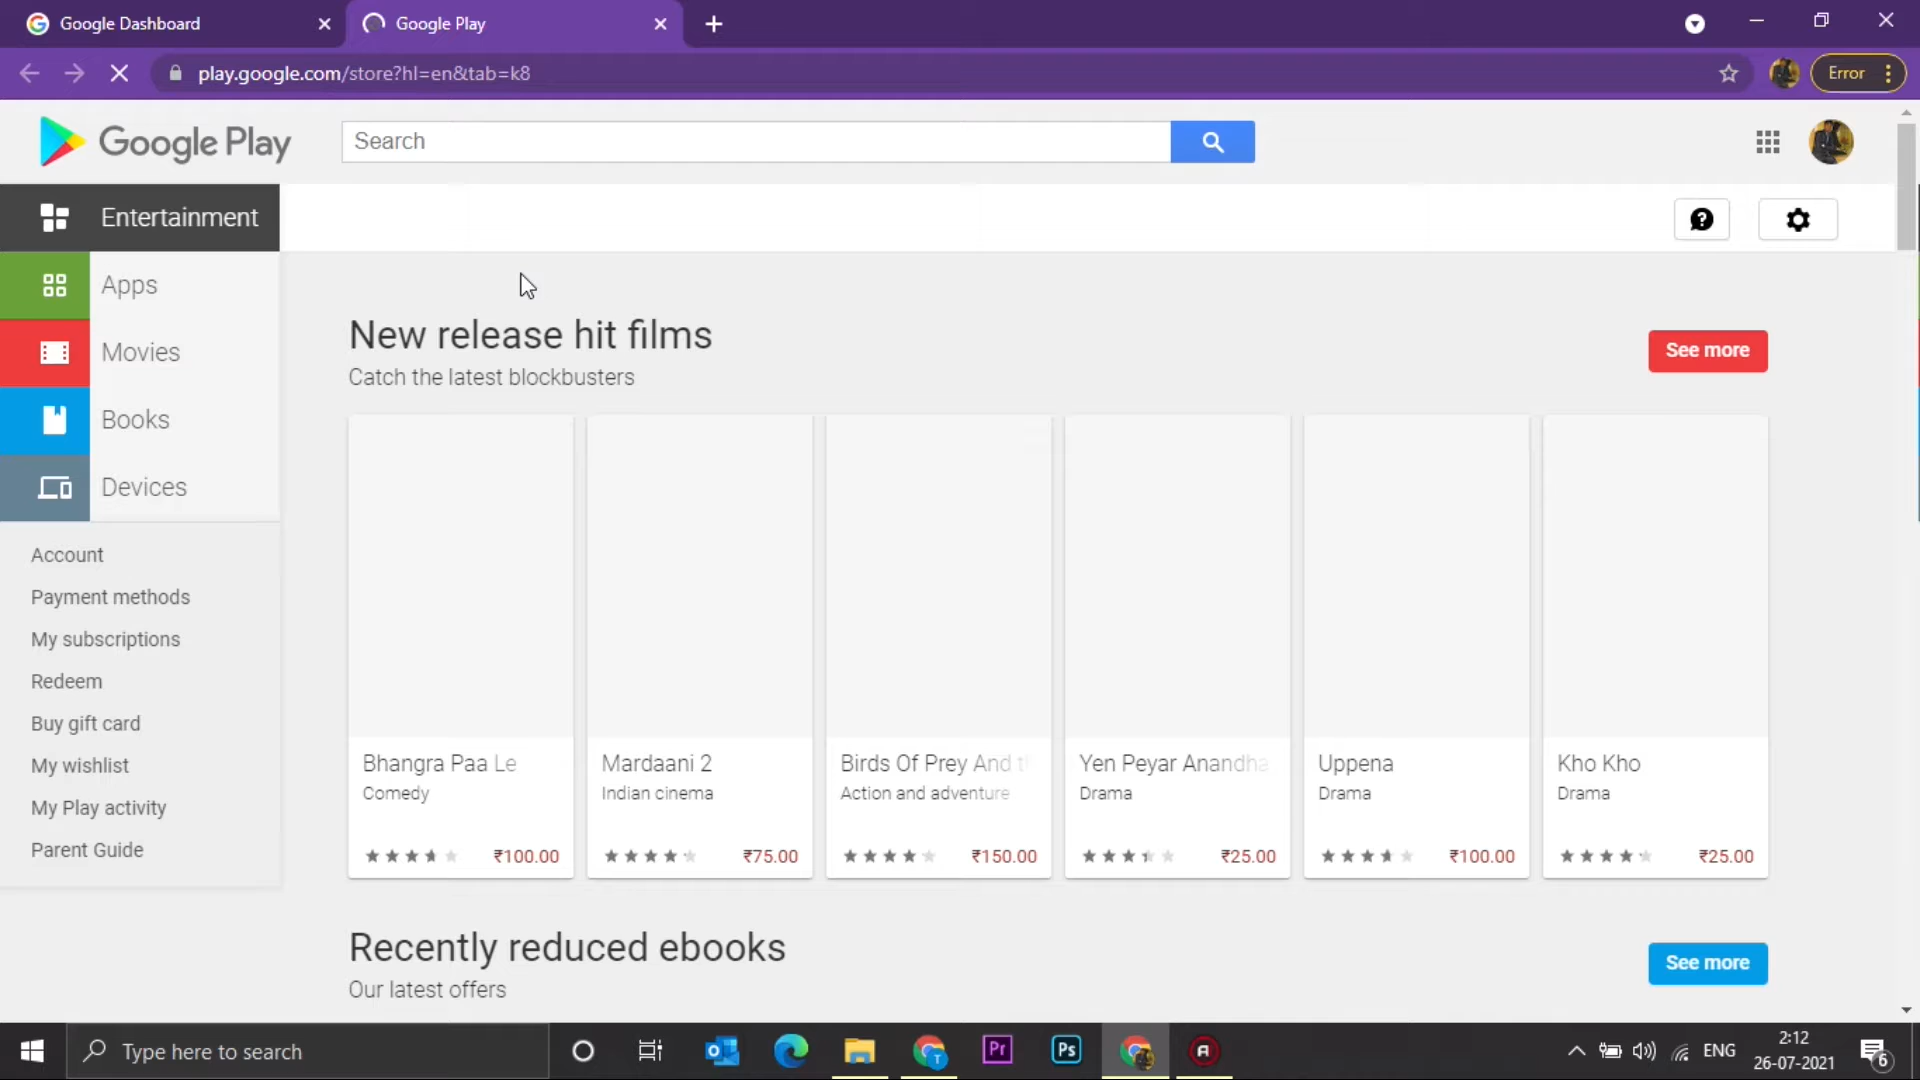 Google Dashboard
Google Play
play.google.com/store?hl=en&tab=k8
Error
Google Play
Search
Entertainment
Apps
Movies
Books
Devices
Account
Payment methods
My subscriptions
Redeem
Buy gift card
My wishlist
My Play activity
Parent Guide
New release hit films
Catch the latest blockbusters
See more
Bhangra Paa Le
Comedy
₹100.00
Mardaani 2
Indian cinema
₹75.00
Birds Of Prey And th
Action and adventure
₹150.00
Yen Peyar Anandha
Drama
₹25.00
Uppena
Drama
₹100.00
Kho Kho
Drama
₹25.00
Recently reduced ebooks
Our latest offers
See more
Type here to search
T
Pr
Ps
ENG
2:12
26-07-2021
6